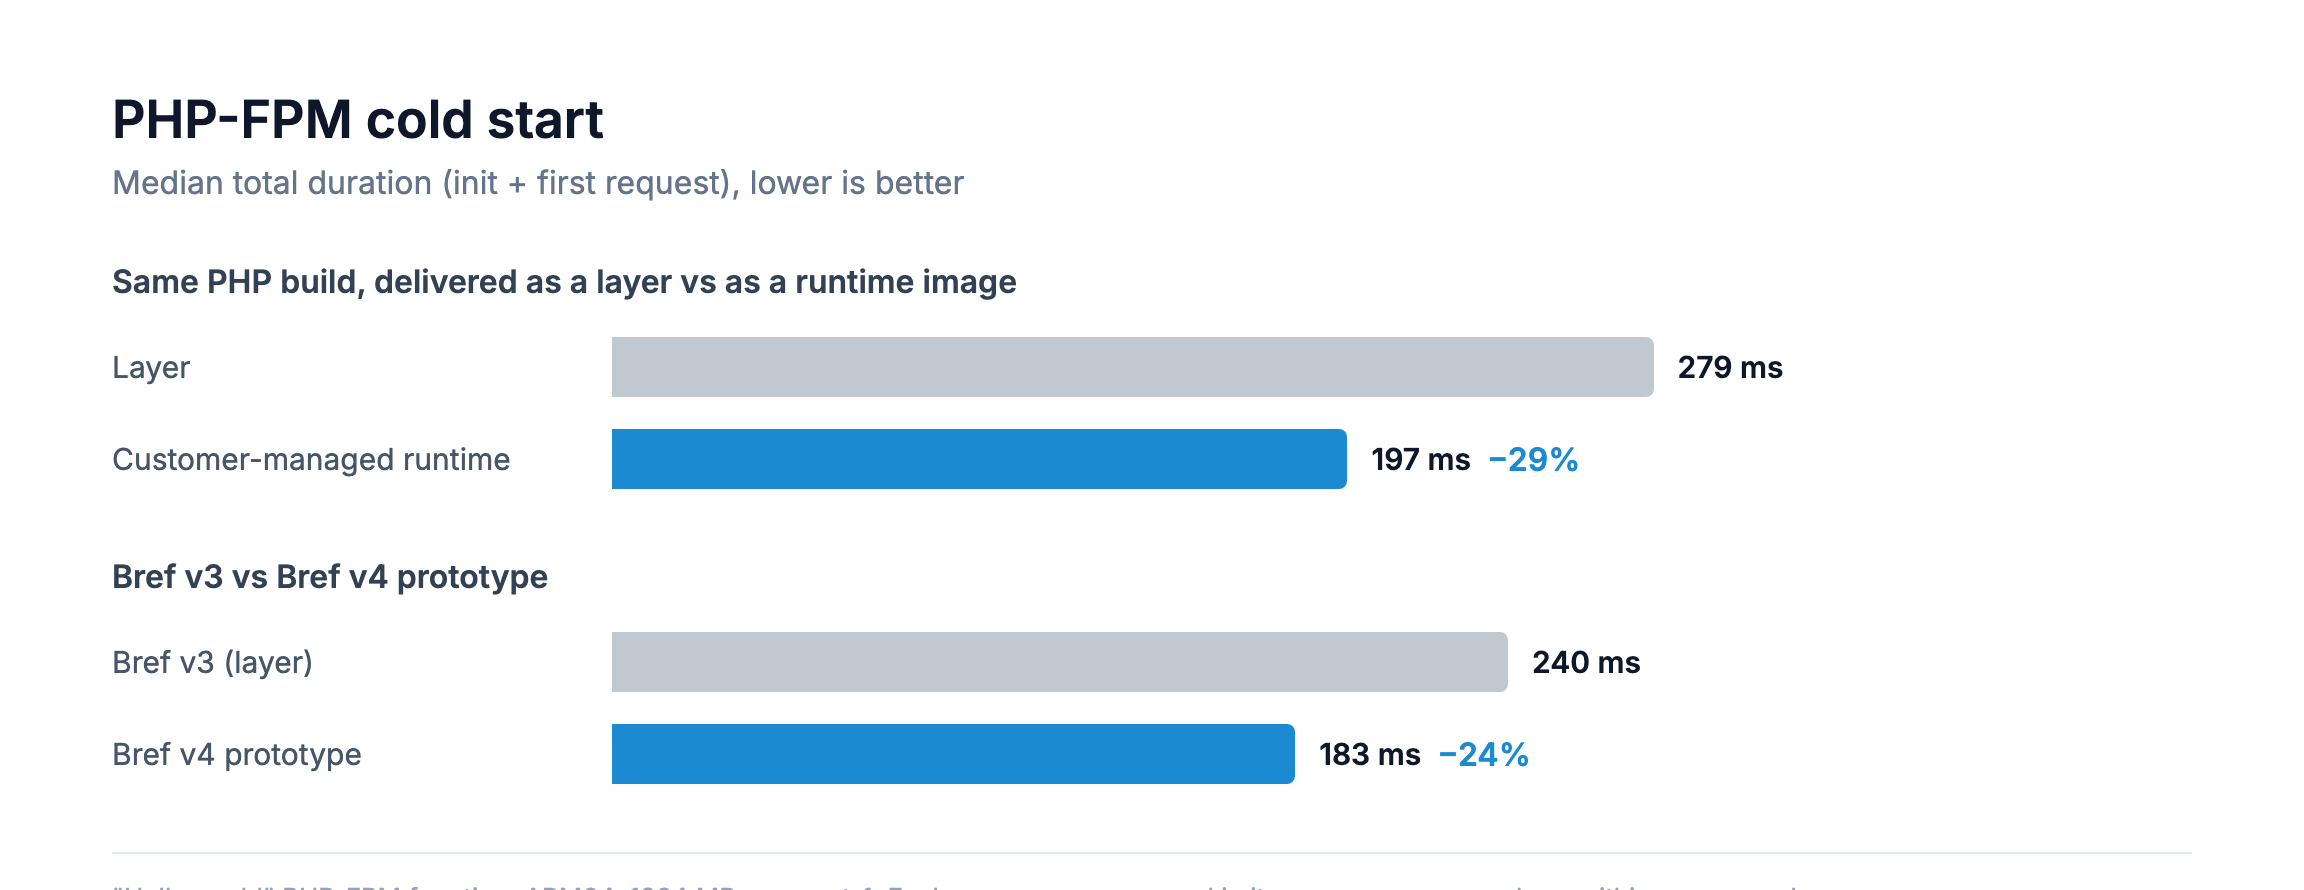 PHP-FPM cold start
Median total duration (init + first request), lower is better
Same PHP build, delivered as a layer vs as a runtime image
Layer
279 ms
Customer-managed runtime
197 ms −29%
Bref v3 vs Bref v4 prototype
Bref v3 (layer)
240 ms
Bref v4 prototype
183 ms −24%